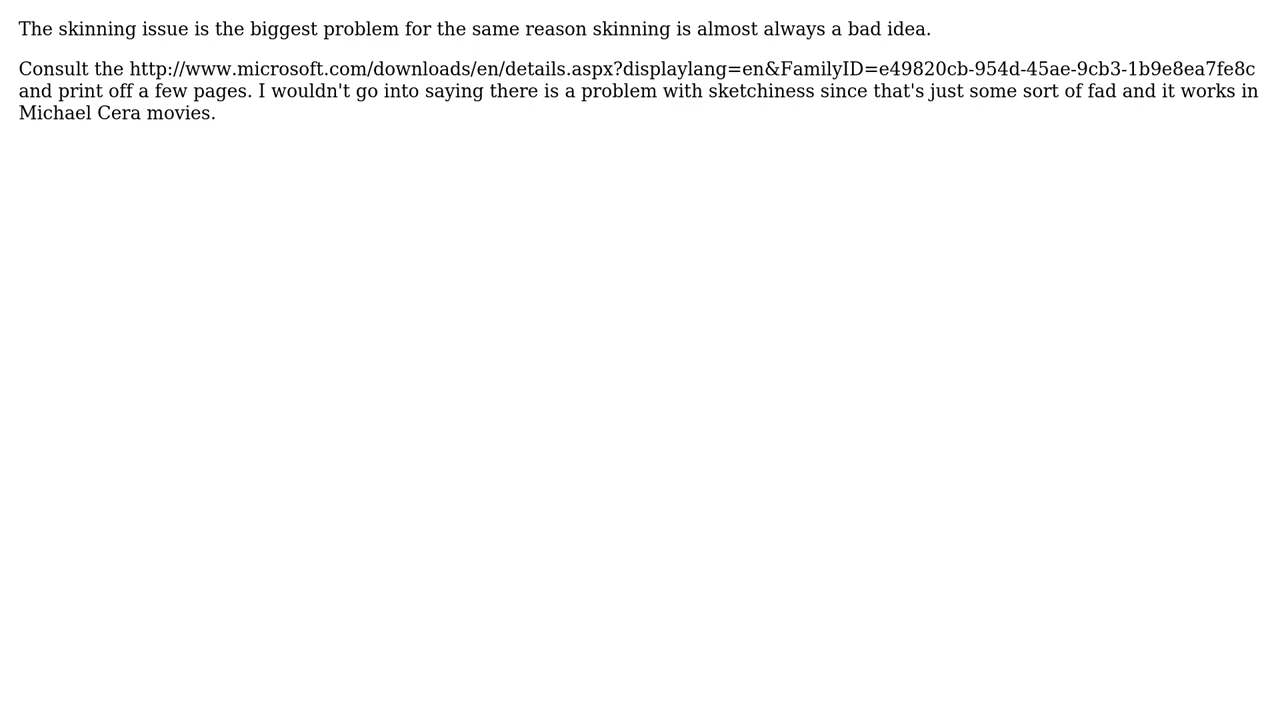 The skinning issue is the biggest problem for the same reason skinning is almost always a bad idea.
Consult the http://www.microsoft.com/downloads/en/details.aspx?displaylang=en&FamilyID=e49820cb-954d-45ae-9cb3-1b9e8ea7fe8c
and print off a few pages. I wouldn't go into saying there is a problem with sketchiness since that's just some sort of fad and it works in
Michael Cera movies.